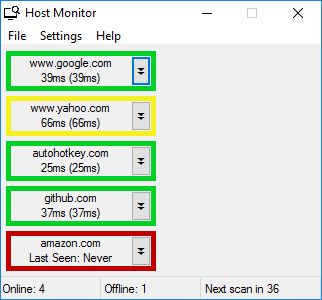 Host Monitor
File Settings Help
www.google.com
39ms (39ms)
www.yahoo.com
66ms (66ms)
autohotkey.com
25ms (25ms)
github.com
37ms (37ms)
amazon.com
Last Seen: Never
Online: 4 Offline: 1 Next scan in 36